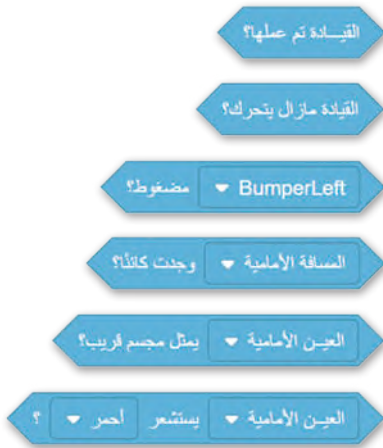 القيـــادة تم عملها؟
القيادة مازال يتحرك؟
BumperLeft مضغوط؟
المسافة الأمامية وجدت كائنًا؟
العيـن الأمامية يمثل مجسم قريب؟
العيـن الأمامية يستشعر أحمر ؟